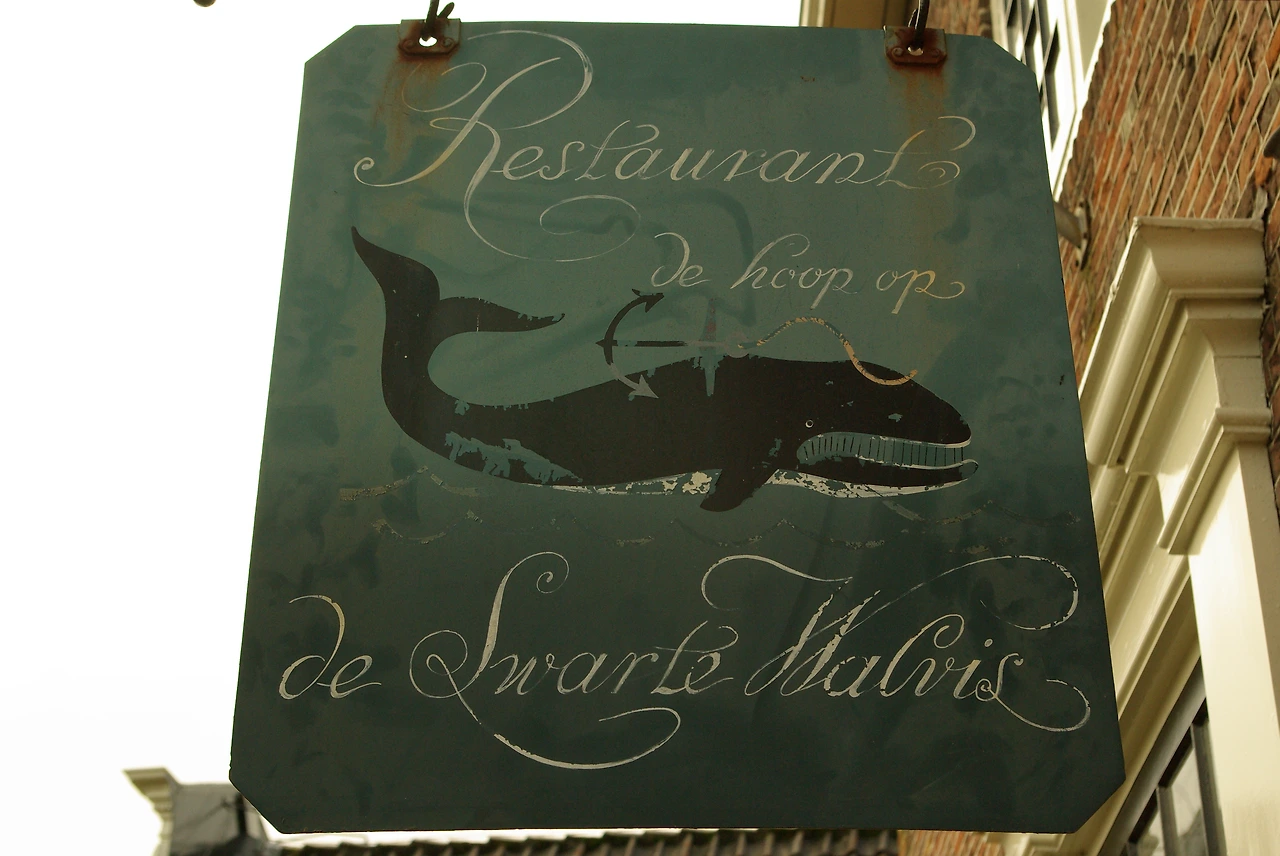 Restaurant
de hoop op
de Swarte Walvis